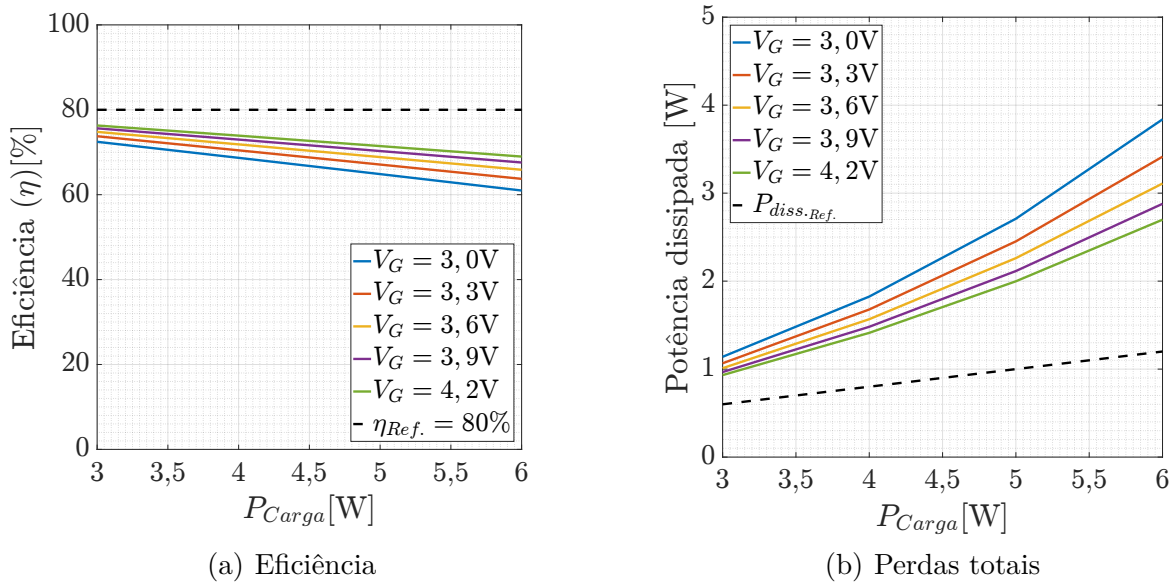 Eficiência (η)[%]
100
80
60
40
20
0
V_G = 3,0V
V_G = 3,3V
V_G = 3,6V
V_G = 3,9V
V_G = 4,2V
η_Ref. = 80%
3 3,5 4 4,5 5 5,5 6
P_Carga[W]
(a) Eficiência
Potência dissipada [W]
5
4
3
2
1
0
V_G = 3,0V
V_G = 3,3V
V_G = 3,6V
V_G = 3,9V
V_G = 4,2V
P_diss.Ref.
3 3,5 4 4,5 5 5,5 6
P_Carga[W]
(b) Perdas totais